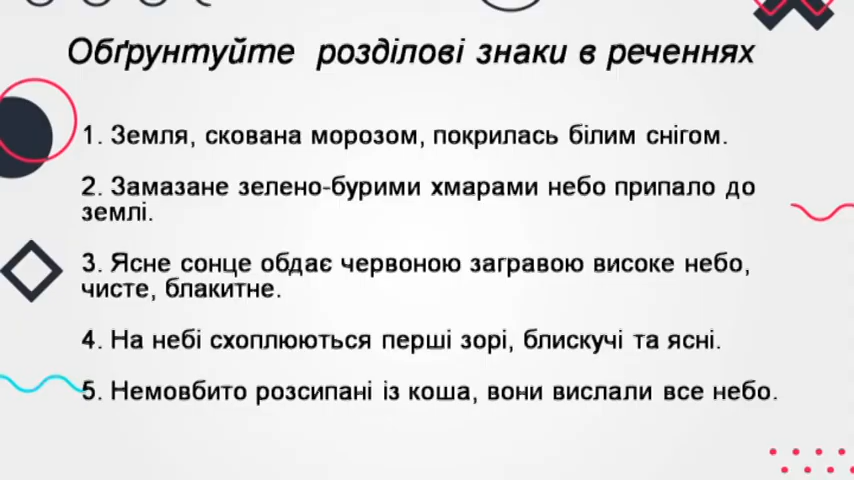 Обґрунтуйте розділові знаки в реченнях
1. Земля, скована морозом, покрилась білим снігом.
2. Замазане зелено-бурими хмарами небо припало до
землі.
3. Ясне сонце обдає червоною загравою високе небо,
чисте, блакитне.
4. На небі схоплюються перші зорі, блискучі та ясні.
5. Немовбито розсипані із коша, вони вислали все небо.